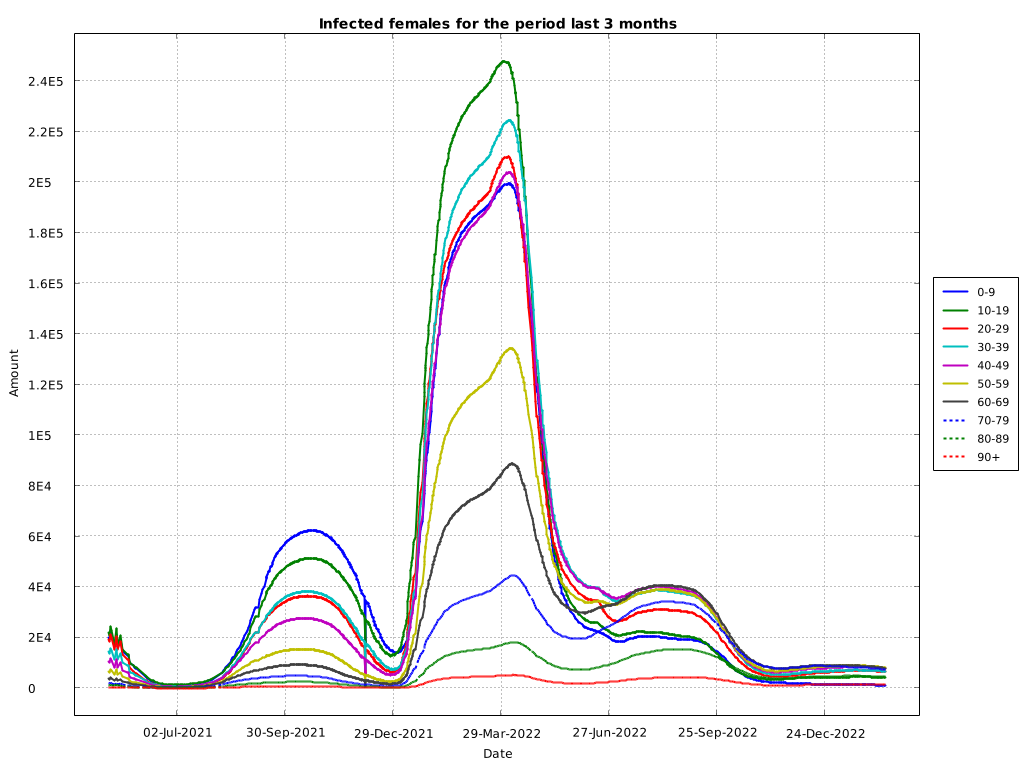 Infected females for the period last 3 months
2.4E5
2.2E5
2E5
1.8E5
1.6E5
1.4E5
1.2E5
1E5
8E4
6E4
4E4
2E4
0
Amount
02-Jul-2021
30-Sep-2021
29-Dec-2021
29-Mar-2022
27-Jun-2022
25-Sep-2022
24-Dec-2022
Date
0-9
10-19
20-29
30-39
40-49
50-59
60-69
70-79
80-89
90+